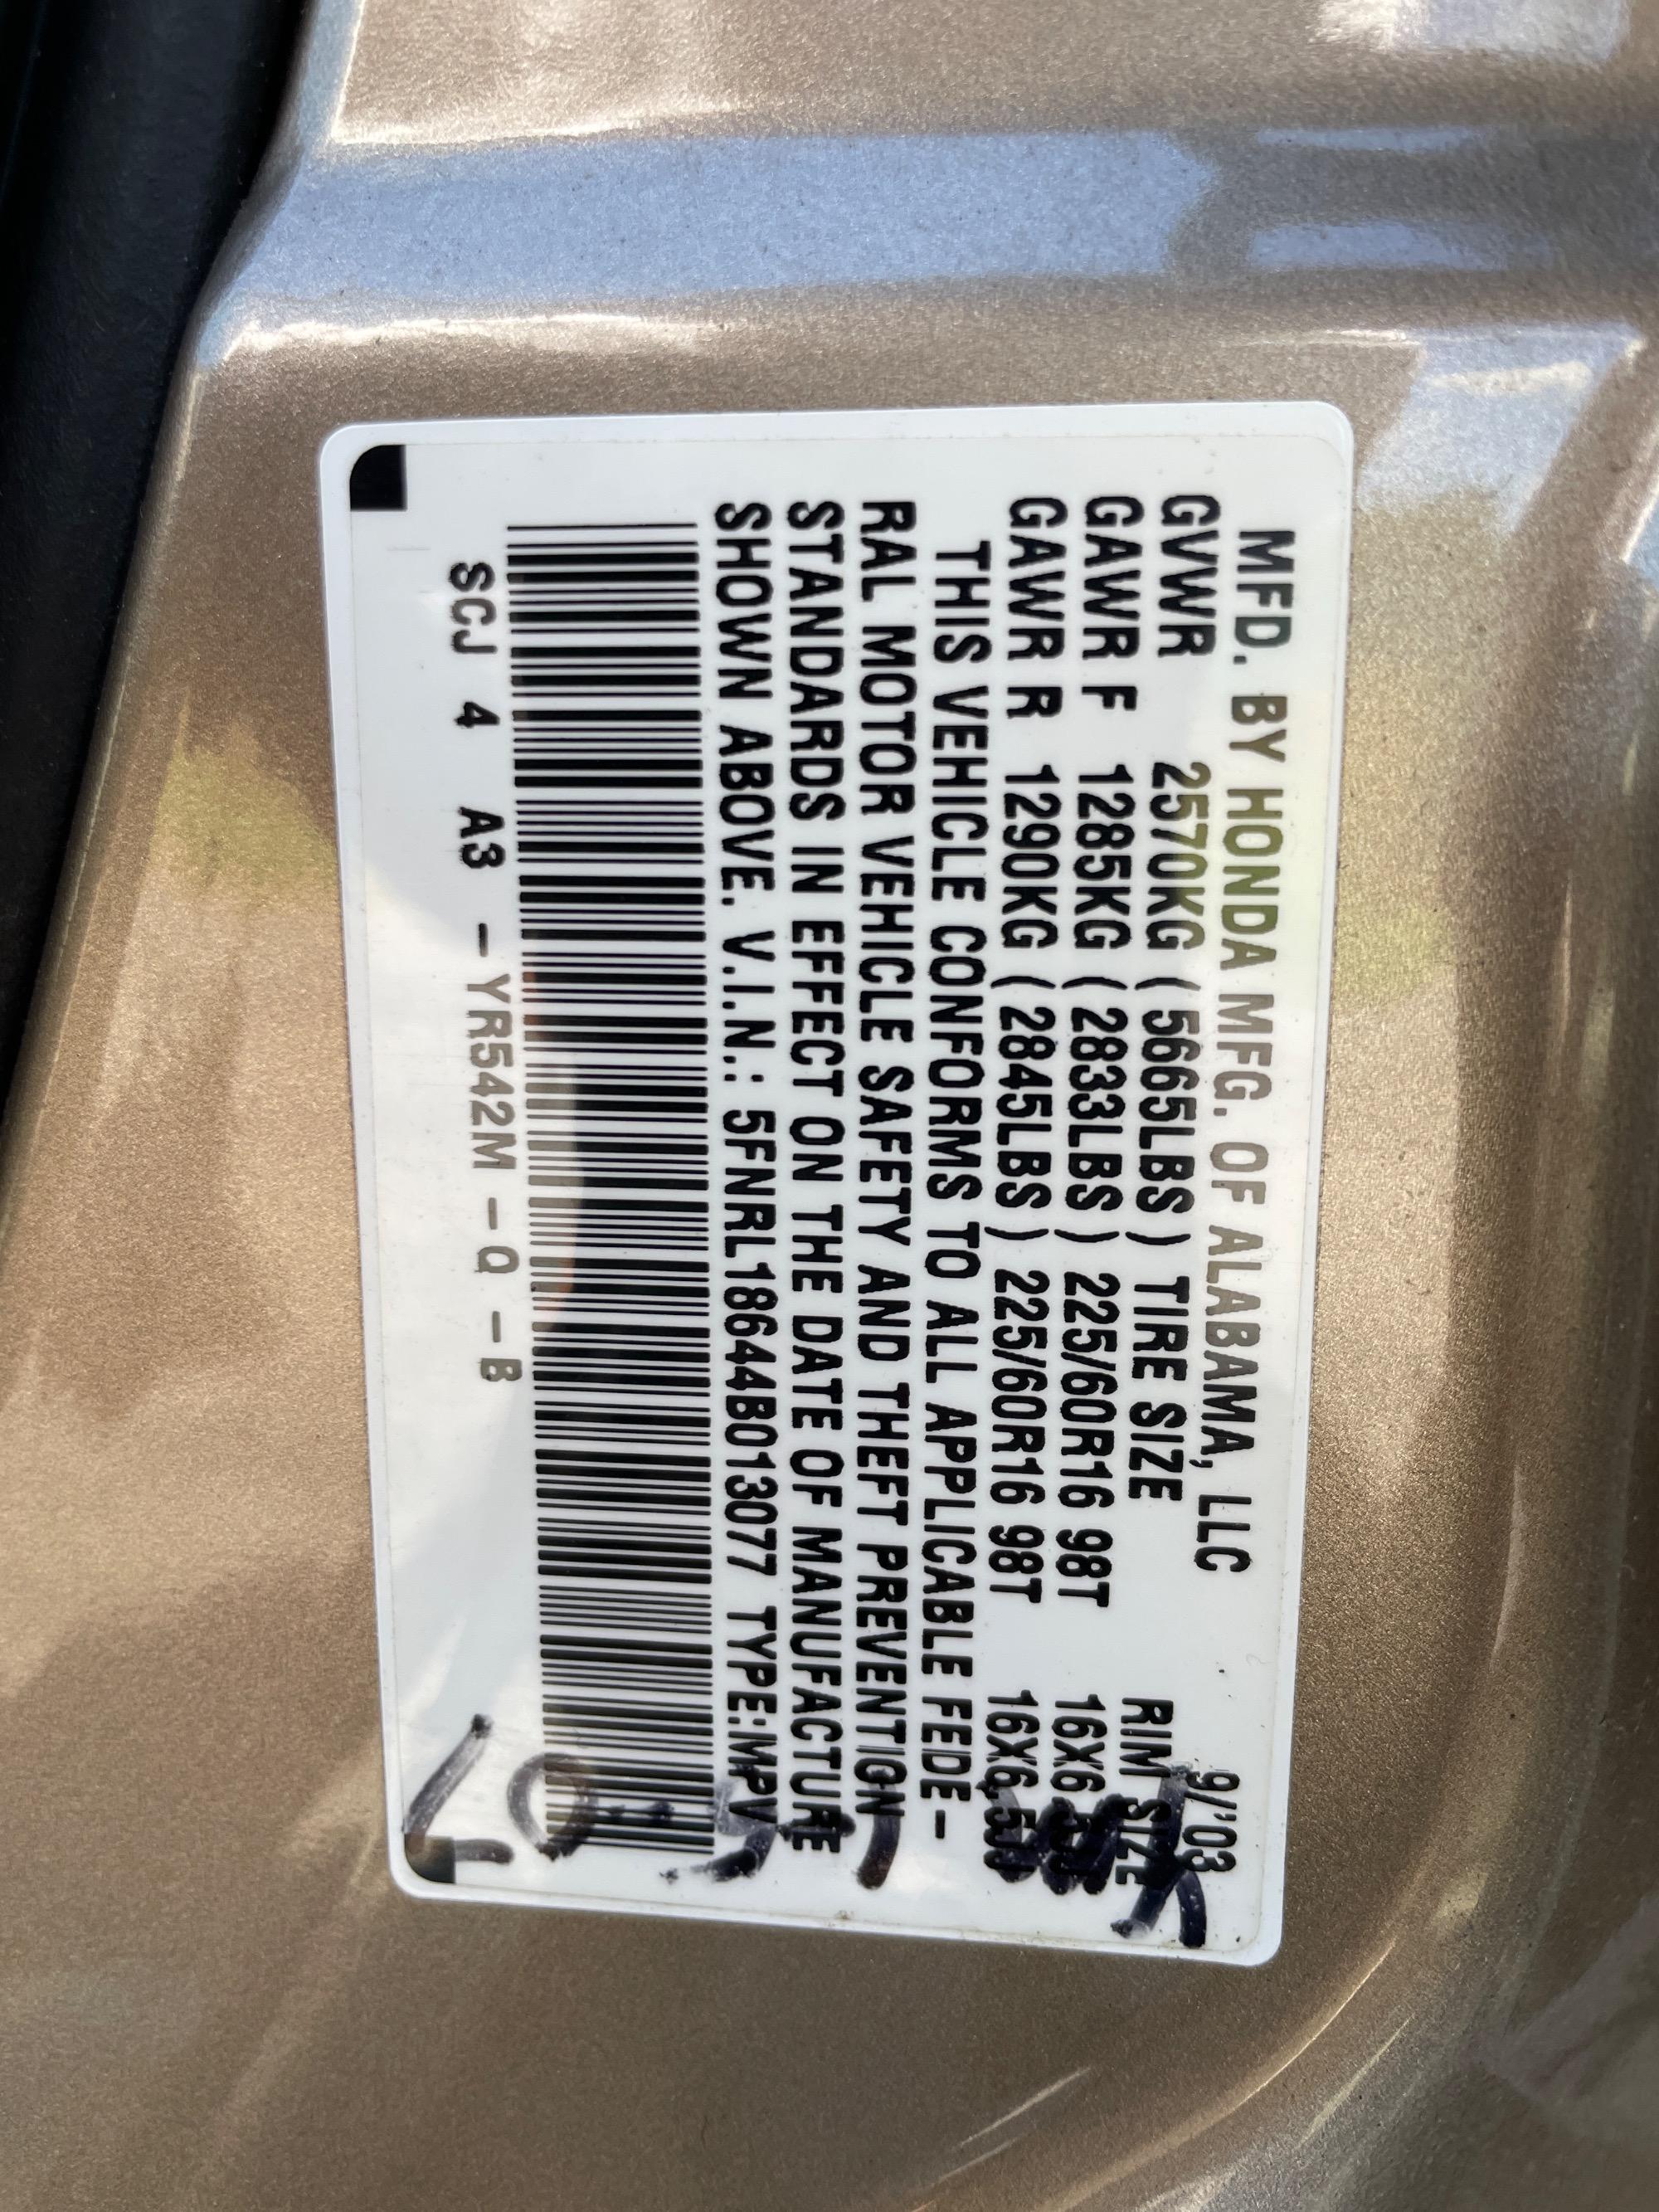 MFD. BY HONDA MFG. OF ALABAMA, LLC 9/'03
GVWR 2570KG ( 5665LBS ) TIRE SIZE RIM SIZE
GAWR F 1285KG ( 2833LBS ) 225/60R16 98T 16X6.5JJ
GAWR R 1290KG ( 2845LBS ) 225/60R16 98T 16X6.5JJ
THIS VEHICLE CONFORMS TO ALL APPLICABLE FEDE-
RAL MOTOR VEHICLE SAFETY AND THEFT PREVENTION
STANDARDS IN EFFECT ON THE DATE OF MANUFACTURE
SHOWN ABOVE. V.I.N.: 5FNRL18644B013077 TYPE:MPV
SCJ 4 A3 -YR542M -Q -B